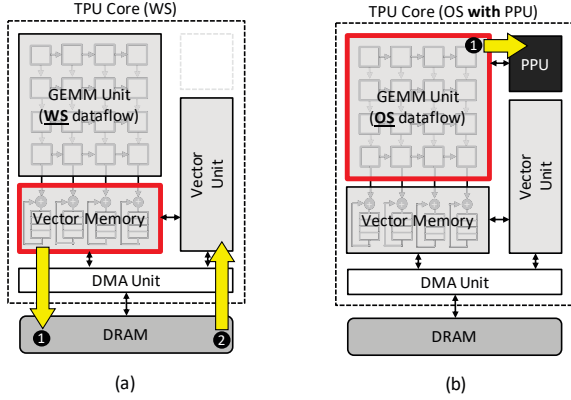 TPU Core (WS)
GEMM Unit
(WS dataflow)
Vector Memory
Vector
Unit
DMA Unit
DRAM
1
2
(a)
TPU Core (OS with PPU)
1
PPU
GEMM Unit
(OS dataflow)
Vector Memory
Vector
Unit
DMA Unit
DRAM
(b)